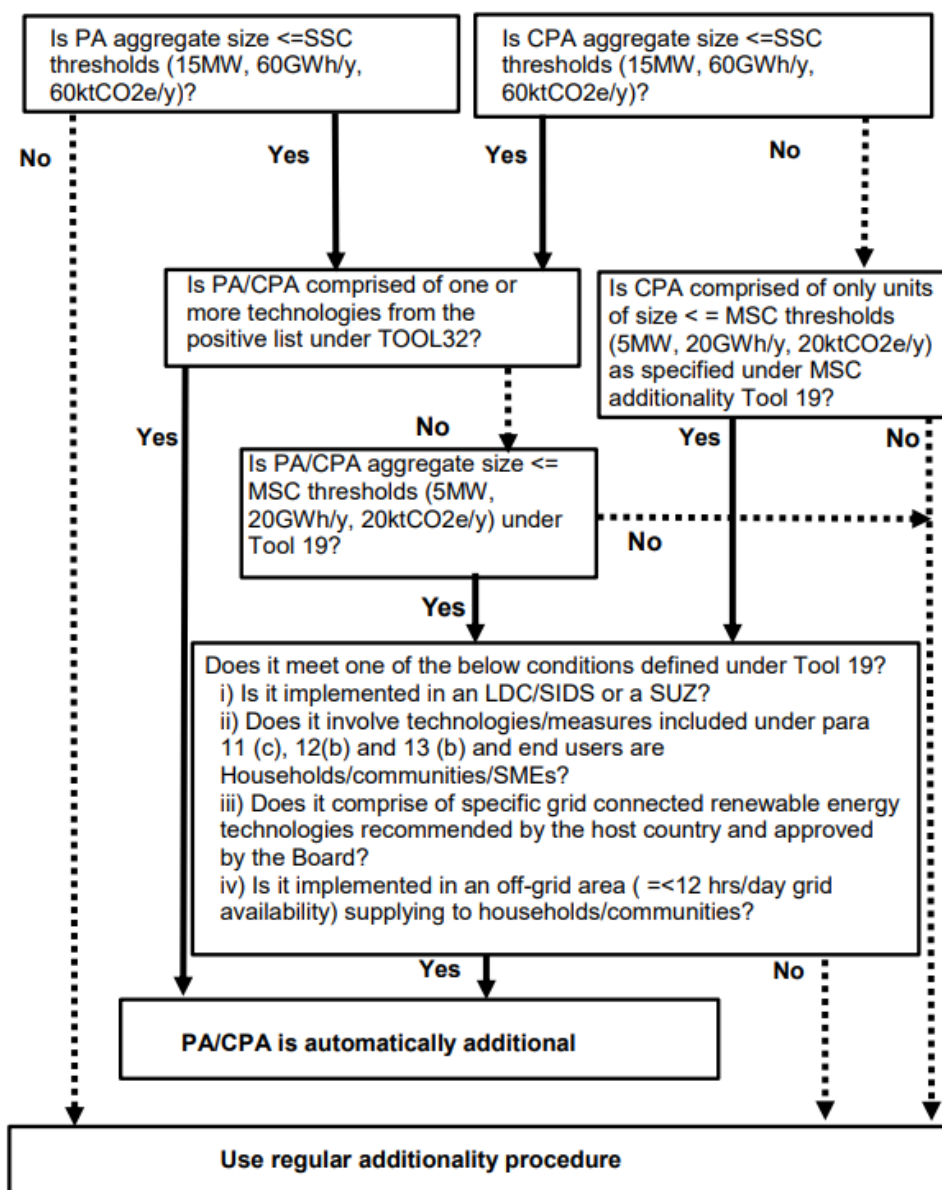 Is PA aggregate size <=SSC
thresholds (15MW, 60GWh/y,
60ktCO2e/y)?
Is CPA aggregate size <=SSC
thresholds (15MW, 60GWh/y,
60ktCO2e/y)?
No
Yes
Yes
No
Is PA/CPA comprised of one or
more technologies from the
positive list under TOOL32?
Is CPA comprised of only units
of size < = MSC thresholds
(5MW, 20GWh/y, 20ktCO2e/y)
as specified under MSC
additionality Tool 19?
Yes
No
Yes
No
Is PA/CPA aggregate size <=
MSC thresholds (5MW,
20GWh/y, 20ktCO2e/y) under
Tool 19?
No
Yes
Does it meet one of the below conditions defined under Tool 19?
i) Is it implemented in an LDC/SIDS or a SUZ?
ii) Does it involve technologies/measures included under para
11 (c), 12(b) and 13 (b) and end users are
Households/communities/SMEs?
iii) Does it comprise of specific grid connected renewable energy
technologies recommended by the host country and approved
by the Board?
iv) Is it implemented in an off-grid area ( =<12 hrs/day grid
availability) supplying to households/communities?
Yes
No
PA/CPA is automatically additional
Use regular additionality procedure